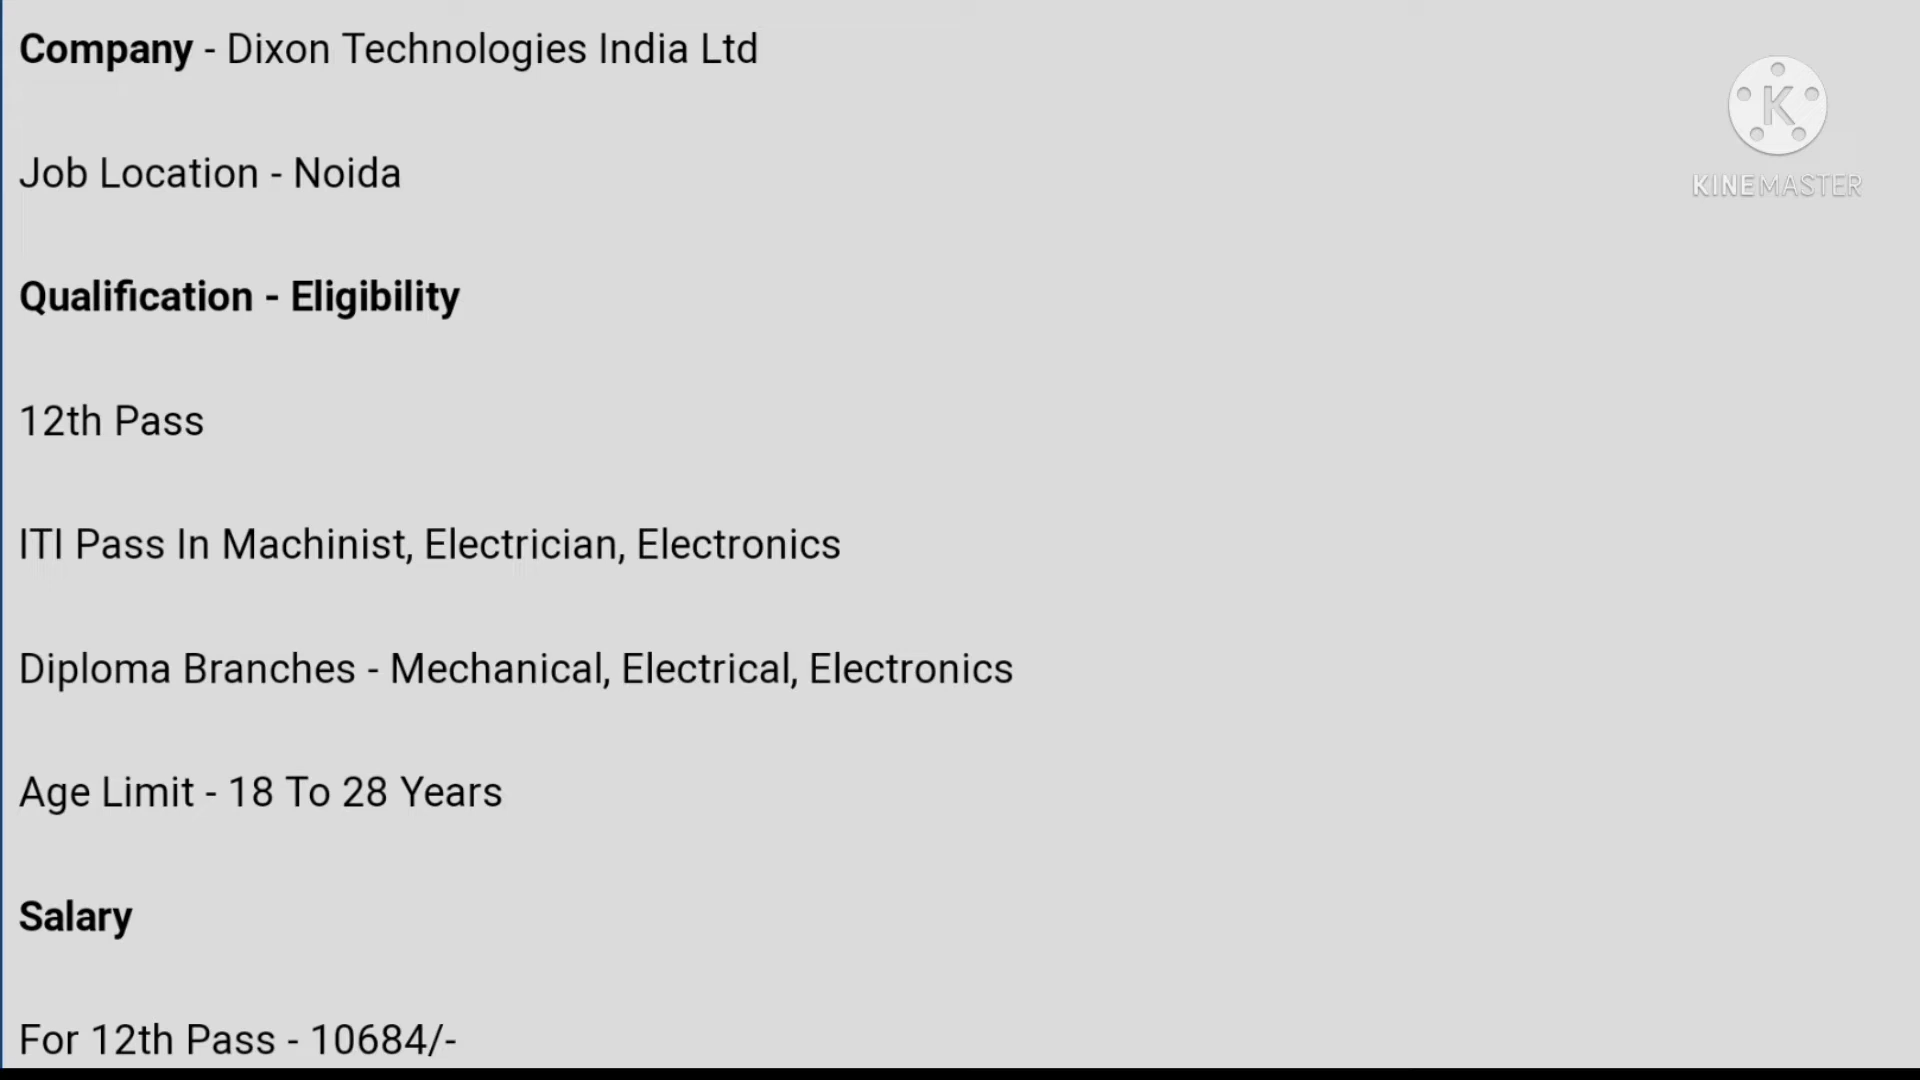 Company - Dixon Technologies India Ltd
K
KINEMASTER
Job Location - Noida
Qualification - Eligibility
12th Pass
ITI Pass In Machinist, Electrician, Electronics
Diploma Branches - Mechanical, Electrical, Electronics
Age Limit - 18 To 28 Years
Salary
For 12th Pass - 10684/-